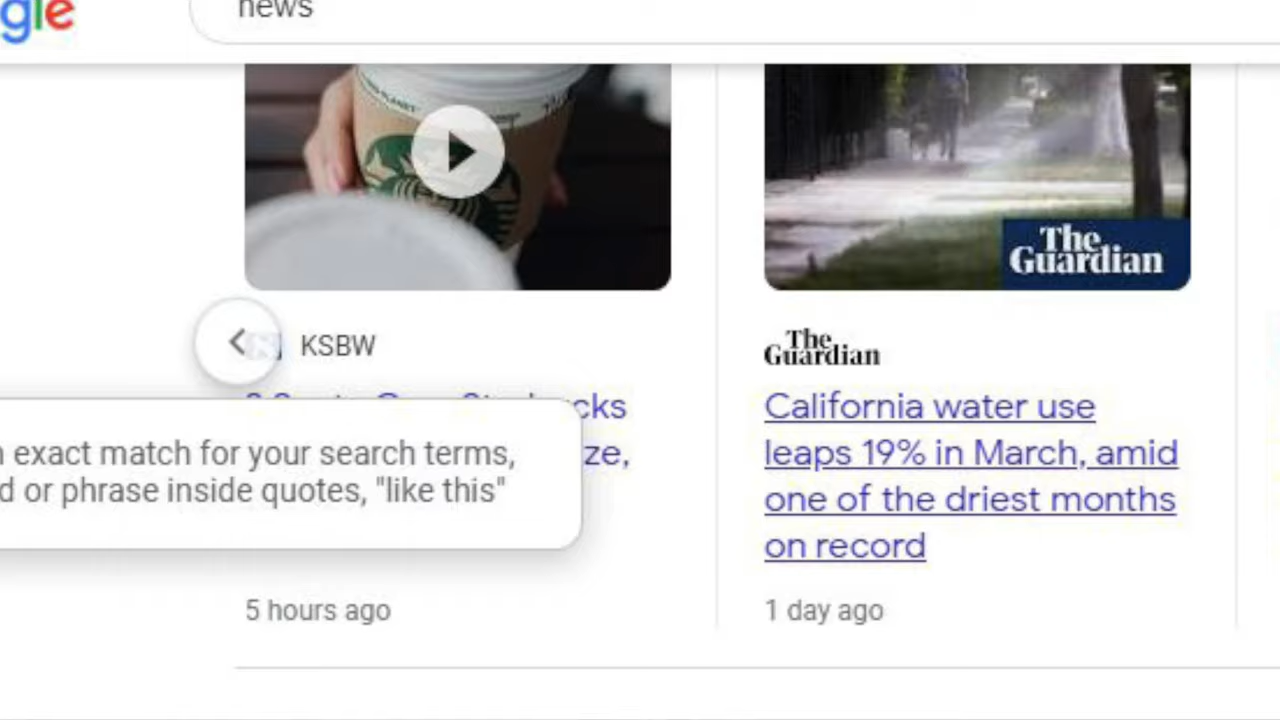 gle
news
The
Guardian
KSBW
The
Guardian
cks
ze,
California water use
leaps 19% in March, amid
one of the driest months
on record
exact match for your search terms,
d or phrase inside quotes, "like this"
5 hours ago
1 day ago